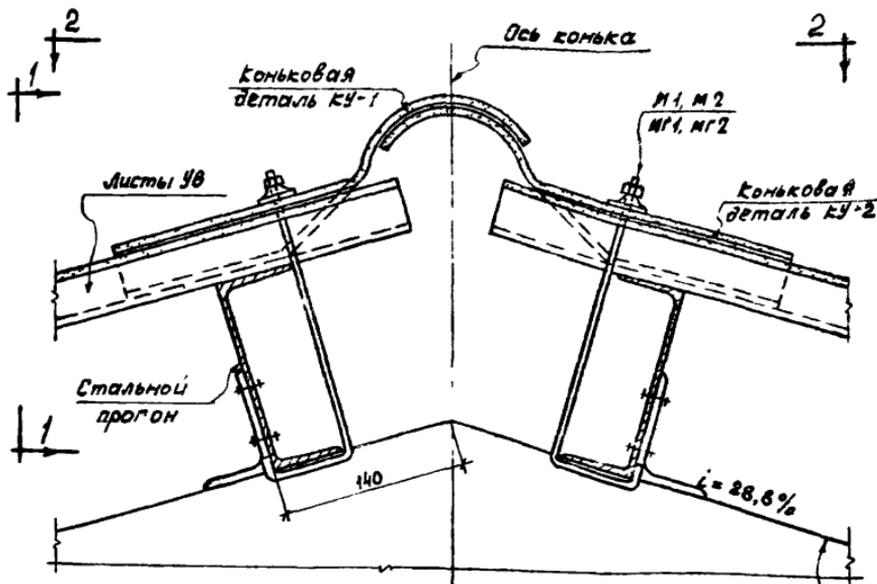 2
Ось конька
2
1
Коньковая
деталь КУ-1
М1, М2
МГ1, МГ2
Листы УВ
Коньковая
деталь КУ-2
Стальной
прогон
1
140
i = 28,8%